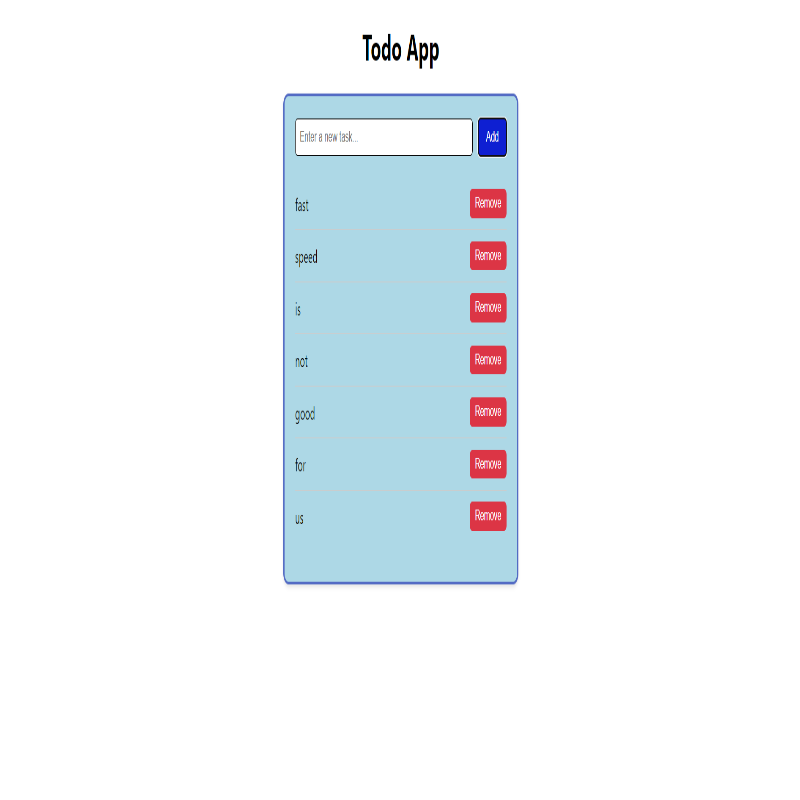 Todo App
Enter a new task...
Add
fast
Remove
speed
Remove
is
Remove
not
Remove
good
Remove
for
Remove
us
Remove